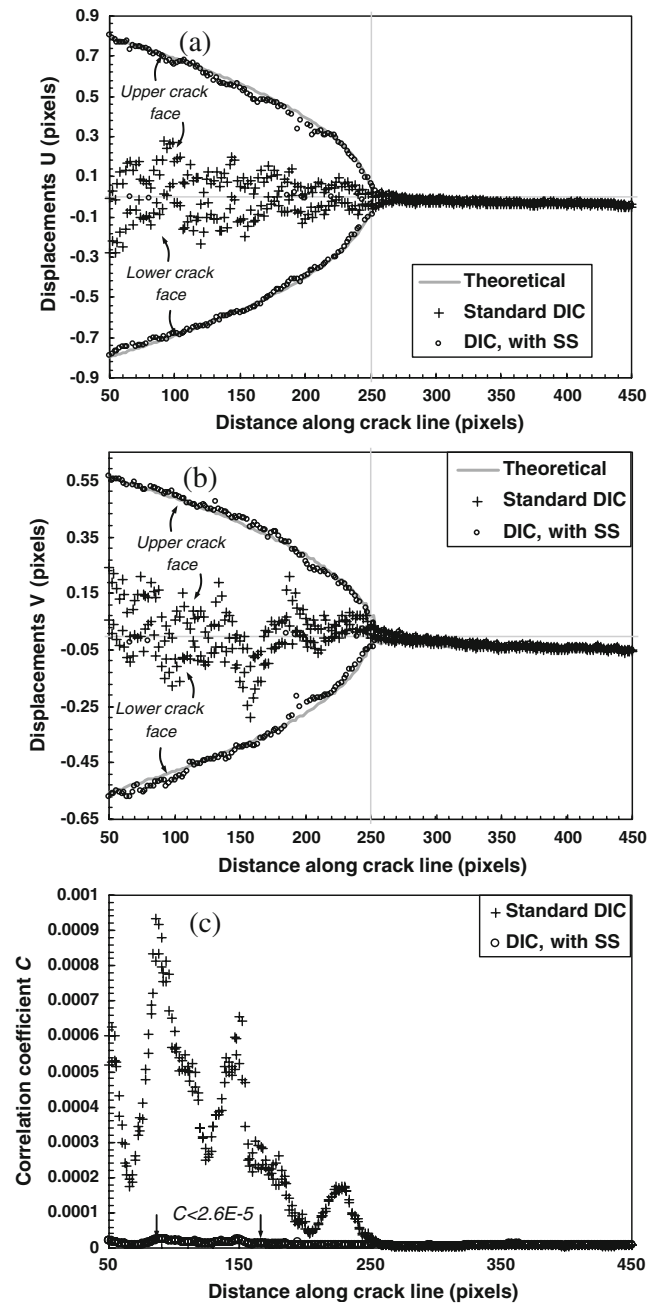 (a)
Displacements U (pixels)
0.9
0.7
0.5
0.3
0.1
-0.1
-0.3
-0.5
-0.7
-0.9
Upper crack
face
Lower crack
face
Theoretical
Standard DIC
DIC, with SS
50 100 150 200 250 300 350 400 450
Distance along crack line (pixels)
(b)
Displacements V (pixels)
0.55
0.35
0.15
-0.05
-0.25
-0.45
-0.65
Upper crack
face
Lower crack
face
Theoretical
Standard DIC
DIC, with SS
50 100 150 200 250 300 350 400 450
Distance along crack line (pixels)
(c)
Correlation coefficient C
0.001
0.0009
0.0008
0.0007
0.0006
0.0005
0.0004
0.0003
0.0002
0.0001
0
Standard DIC
DIC, with SS
C<2.6E-5
50 100 150 200 250 300 350 400 450
Distance along crack line (pixels)